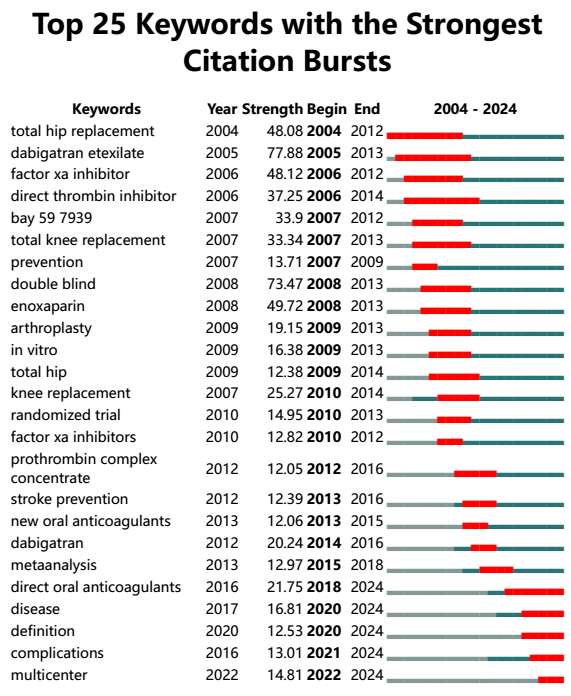 Top 25 Keywords with the Strongest
Citation Bursts
Keywords Year Strength Begin End 2004 - 2024
total hip replacement 2004 48.08 2004 2012
dabigatran etexilate 2005 77.88 2005 2013
factor xa inhibitor 2006 48.12 2006 2012
direct thrombin inhibitor 2006 37.25 2006 2014
bay 59 7939 2007 33.9 2007 2012
total knee replacement 2007 33.34 2007 2013
prevention 2007 13.71 2007 2009
double blind 2008 73.47 2008 2013
enoxaparin 2008 49.72 2008 2013
arthroplasty 2009 19.15 2009 2013
in vitro 2009 16.38 2009 2013
total hip 2009 12.38 2009 2014
knee replacement 2007 25.27 2010 2014
randomized trial 2010 14.95 2010 2013
factor xa inhibitors 2010 12.82 2010 2012
prothrombin complex
concentrate 2012 12.05 2012 2016
stroke prevention 2012 12.39 2013 2016
new oral anticoagulants 2013 12.06 2013 2015
dabigatran 2012 20.24 2014 2016
metaanalysis 2013 12.97 2015 2018
direct oral anticoagulants 2016 21.75 2018 2024
disease 2017 16.81 2020 2024
definition 2020 12.53 2020 2024
complications 2016 13.01 2021 2024
multicenter 2022 14.81 2022 2024